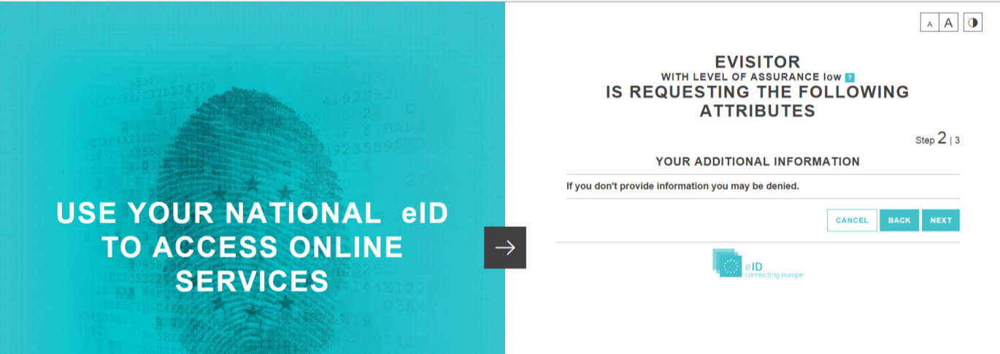 USE YOUR NATIONAL eID
TO ACCESS ONLINE
SERVICES
A A
EVISITOR
WITH LEVEL OF ASSURANCE low ?
IS REQUESTING THE FOLLOWING
ATTRIBUTES
Step 2 | 3
YOUR ADDITIONAL INFORMATION
If you don't provide information you may be denied.
CANCEL BACK NEXT
eID
connecting europe